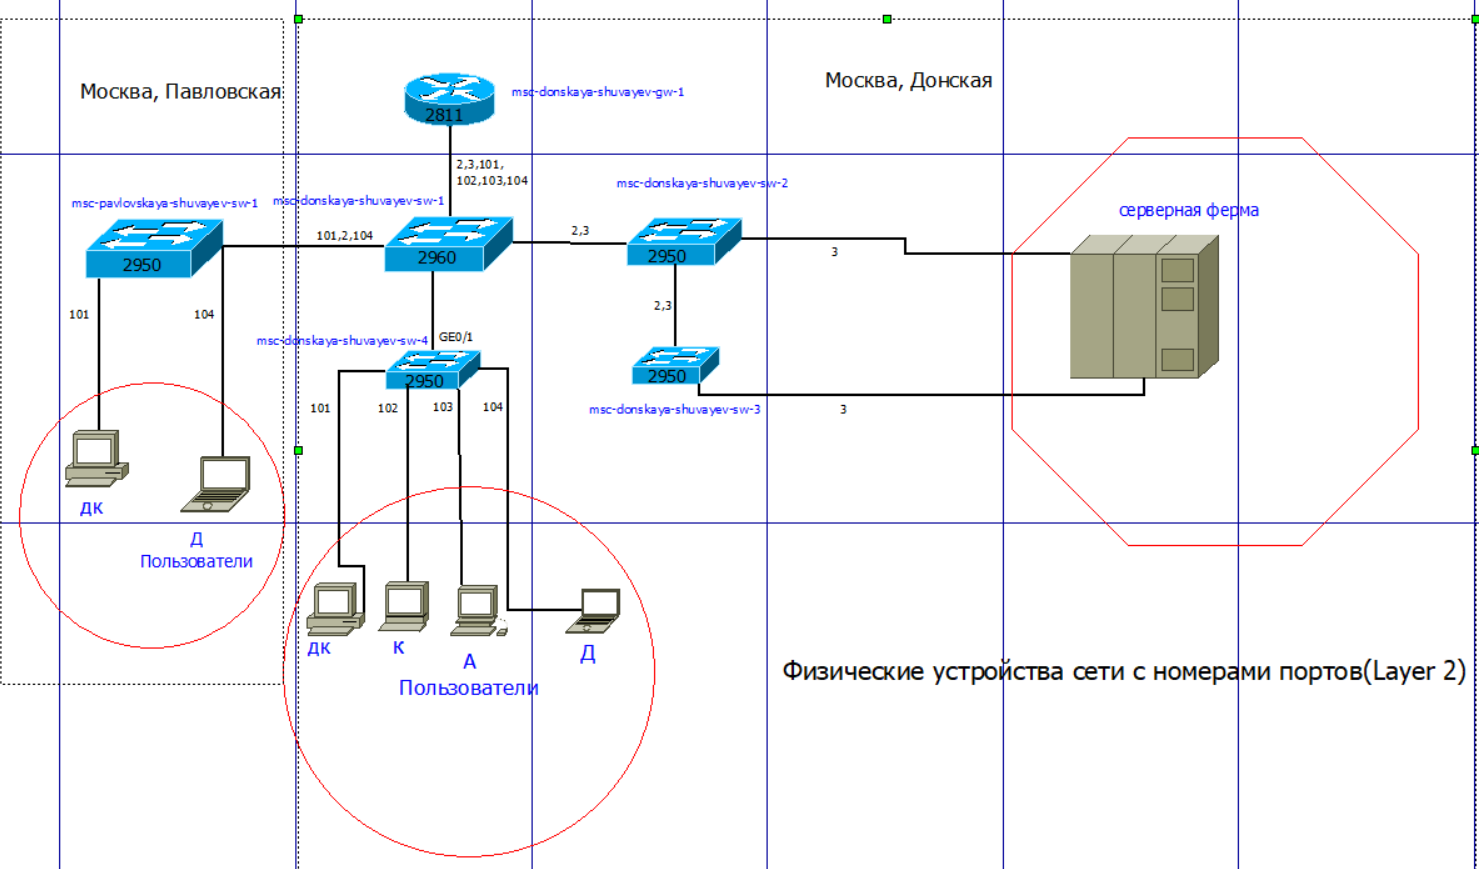 Москва, Павловская
Москва, Донская
msc-donskaya-shuvayev-gw-1
2811
2,3,101,
102,103,104
msc-pavlovskaya-shuvayev-sw-1
msc-donskaya-shuvayev-sw-1
msc-donskaya-shuvayev-sw-2
серверная ферма
101,2,104
2,3
3
2950
2960
2950
101
104
2,3
msc-donskaya-shuvayev-sw-4
GE0/1
2950
2950
101
102
103
104
msc-donskaya-shuvayev-sw-3
3
дк
Д
Пользователи
дк
к
А
Д
Пользователи
Физические устройства сети с номерами портов(Layer 2)